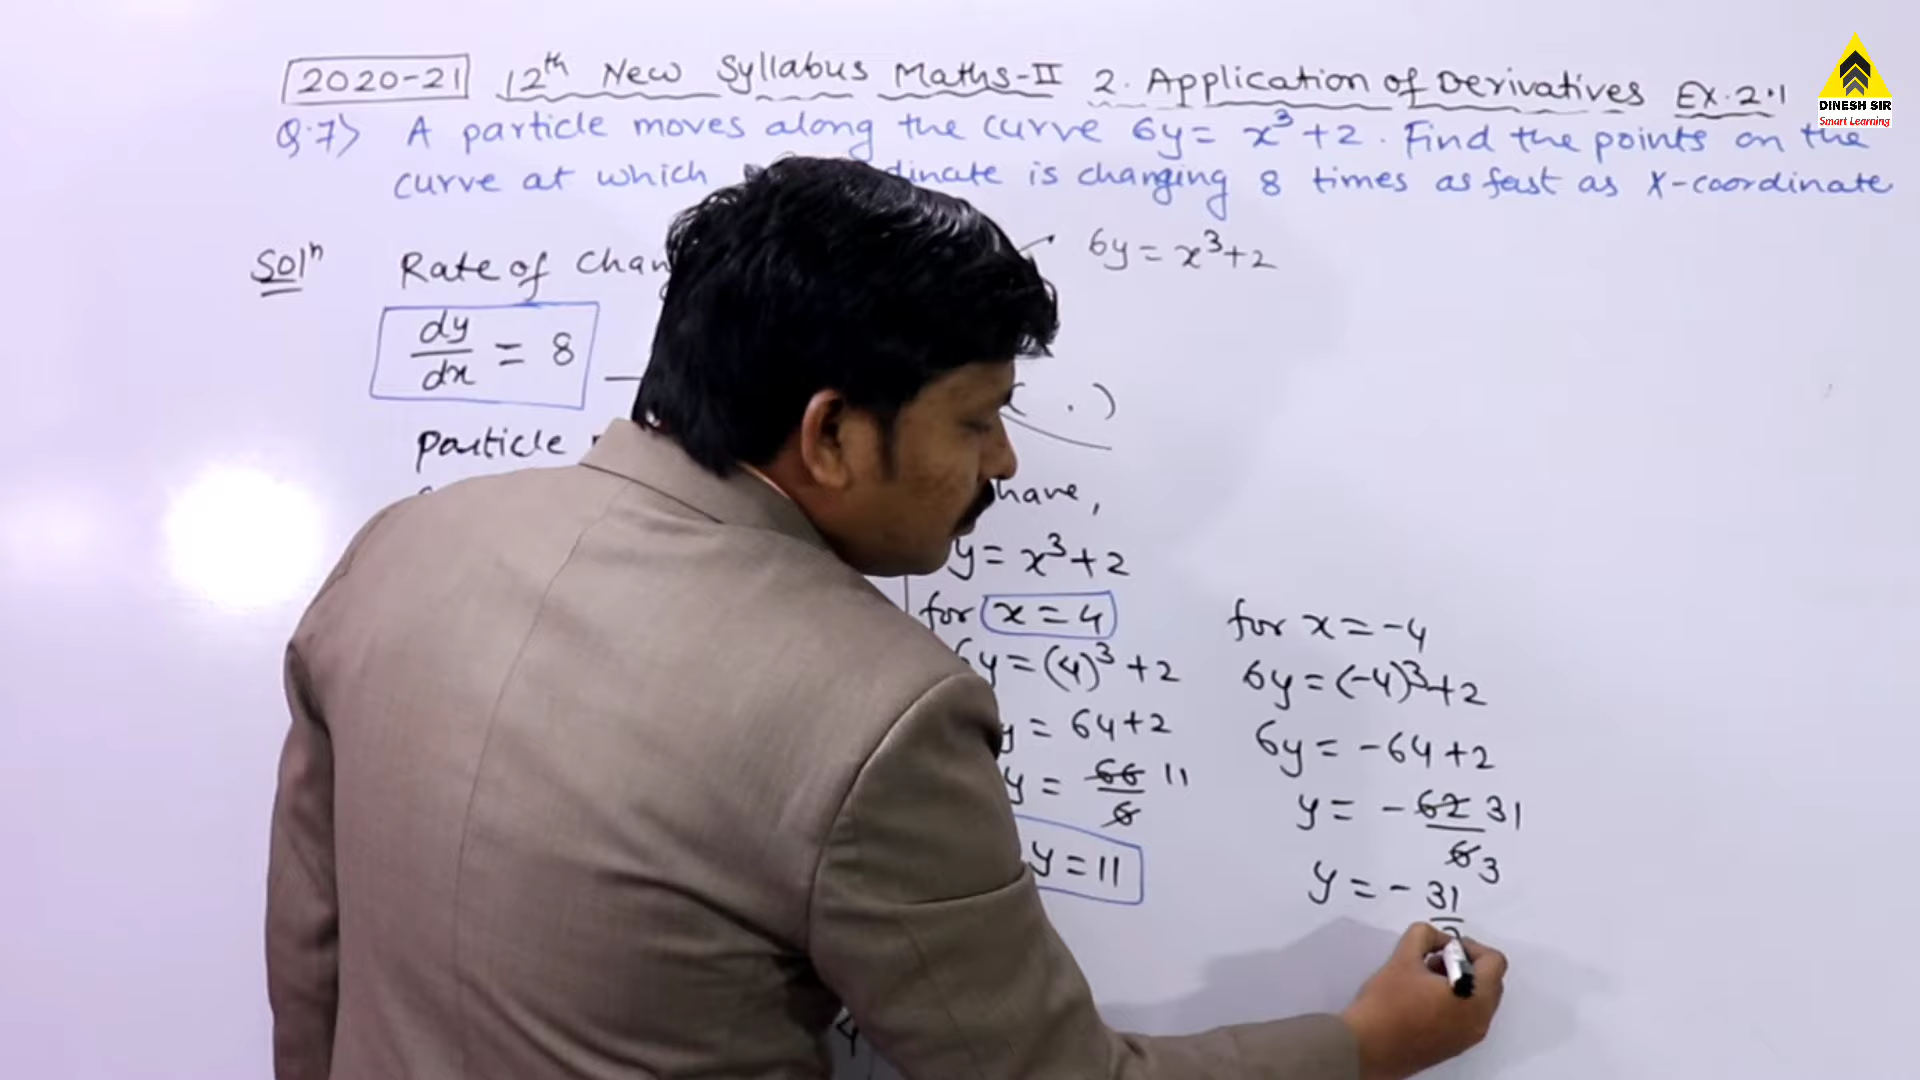 2020-21 12th New Syllabus Maths-II 2. Application of Derivatives Ex. 2.1
DINESH SIR
Smart Learning
Q.7> A particle moves along the curve 6y = x³+2. Find the points on the
curve at which dinate is changing 8 times as fast as X-coordinate
Solⁿ Rate of Chan 6y = x³+2
dy/dx = 8 ( . )
particle
have,
y = x³+2
for x = 4
6y = (4)³+2
y = 64+2
y = 66/6 11
y = 11
for x = -4
6y = (-4)³+2
6y = -64+2
y = -62/6 31 3
y = - 31
4